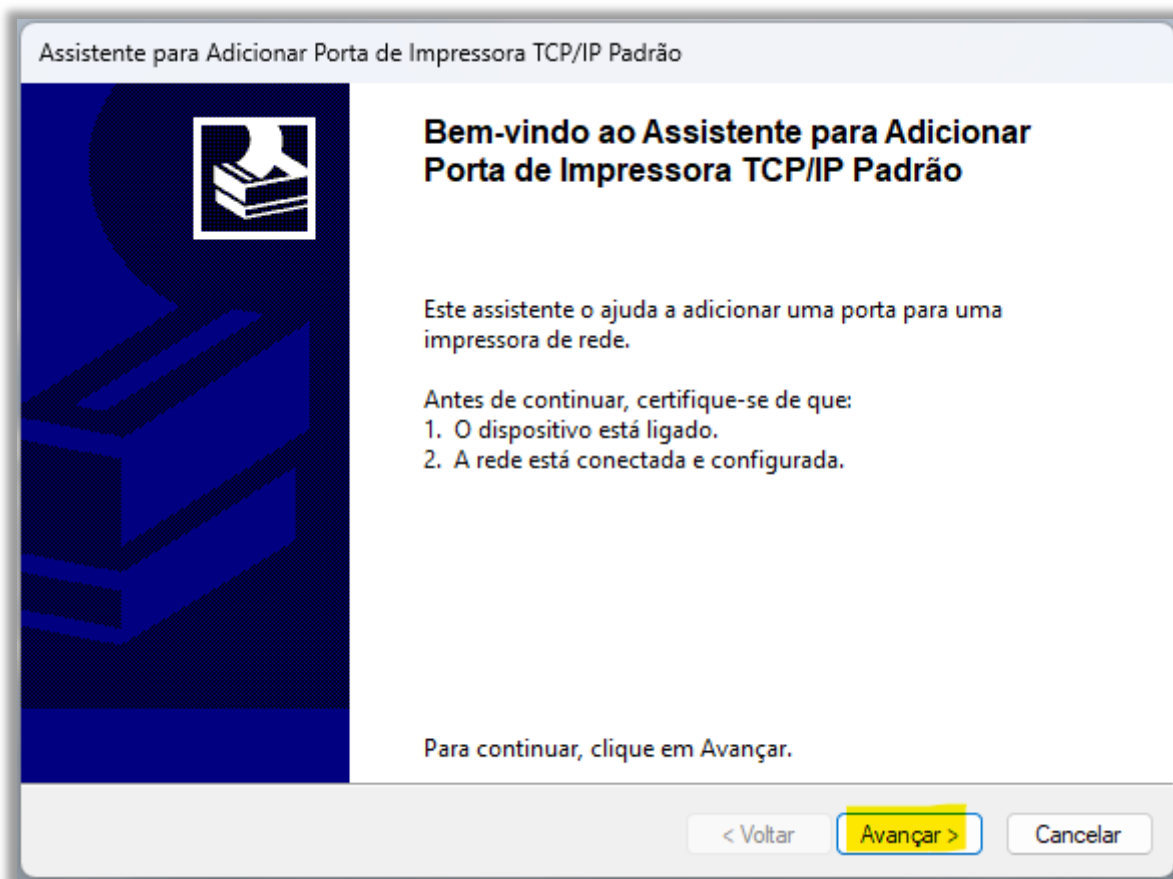 Assistente para Adicionar Porta de Impressora TCP/IP Padrão
Bem-vindo ao Assistente para Adicionar
Porta de Impressora TCP/IP Padrão
Este assistente o ajuda a adicionar uma porta para uma
impressora de rede.
Antes de continuar, certifique-se de que:
1. O dispositivo está ligado.
2. A rede está conectada e configurada.
Para continuar, clique em Avançar.
< Voltar
Avançar >
Cancelar